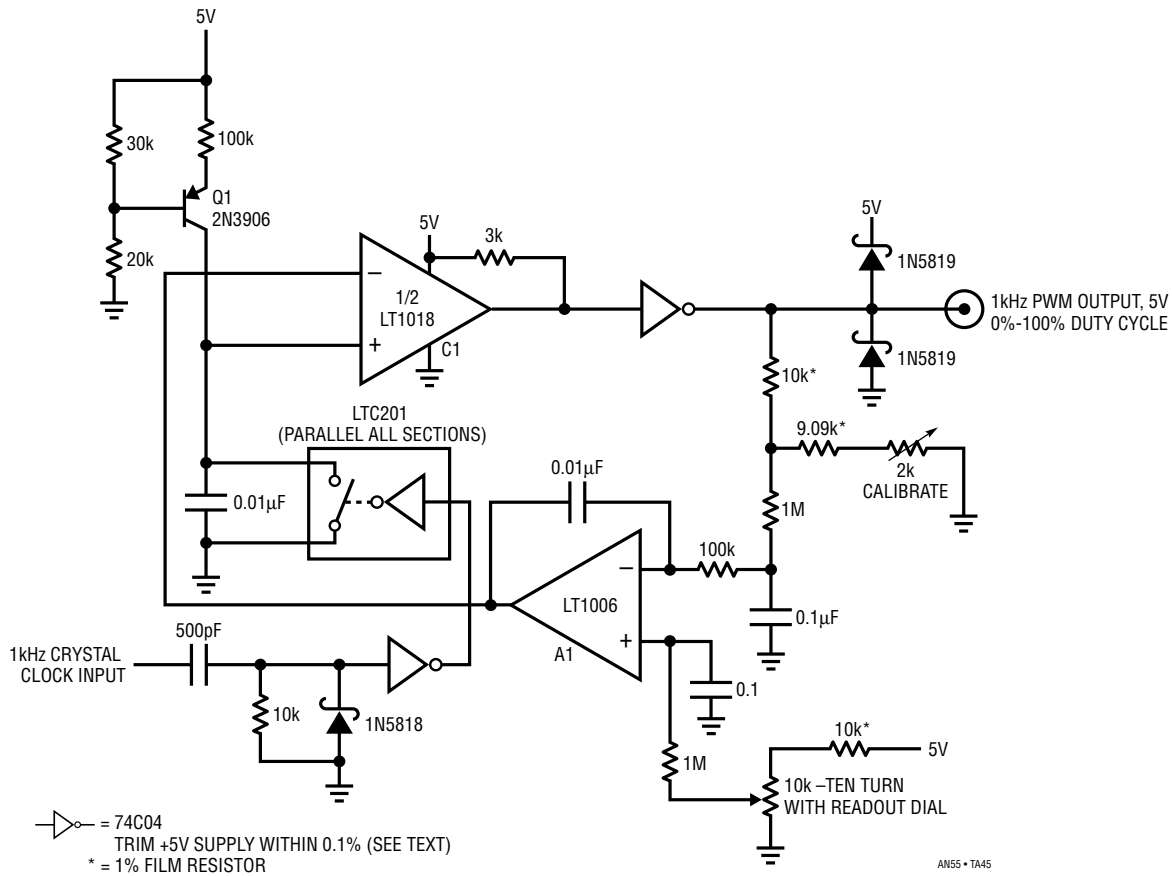 5V
30k
100k
Q1
2N3906
20k
5V
3k
−
1/2
LT1018
+
C1
5V
1N5819
1kHz PWM OUTPUT, 5V
0%-100% DUTY CYCLE
1N5819
10k*
9.09k*
2k
CALIBRATE
LTC201
(PARALLEL ALL SECTIONS)
0.01µF
0.01µF
1M
100k
−
LT1006
+
A1
0.1µF
500pF
1kHz CRYSTAL
CLOCK INPUT
10k
1N5818
0.1
10k*
5V
1M
10k –TEN TURN
WITH READOUT DIAL
= 74C04
TRIM +5V SUPPLY WITHIN 0.1% (SEE TEXT)
* = 1% FILM RESISTOR
AN55 • TA45